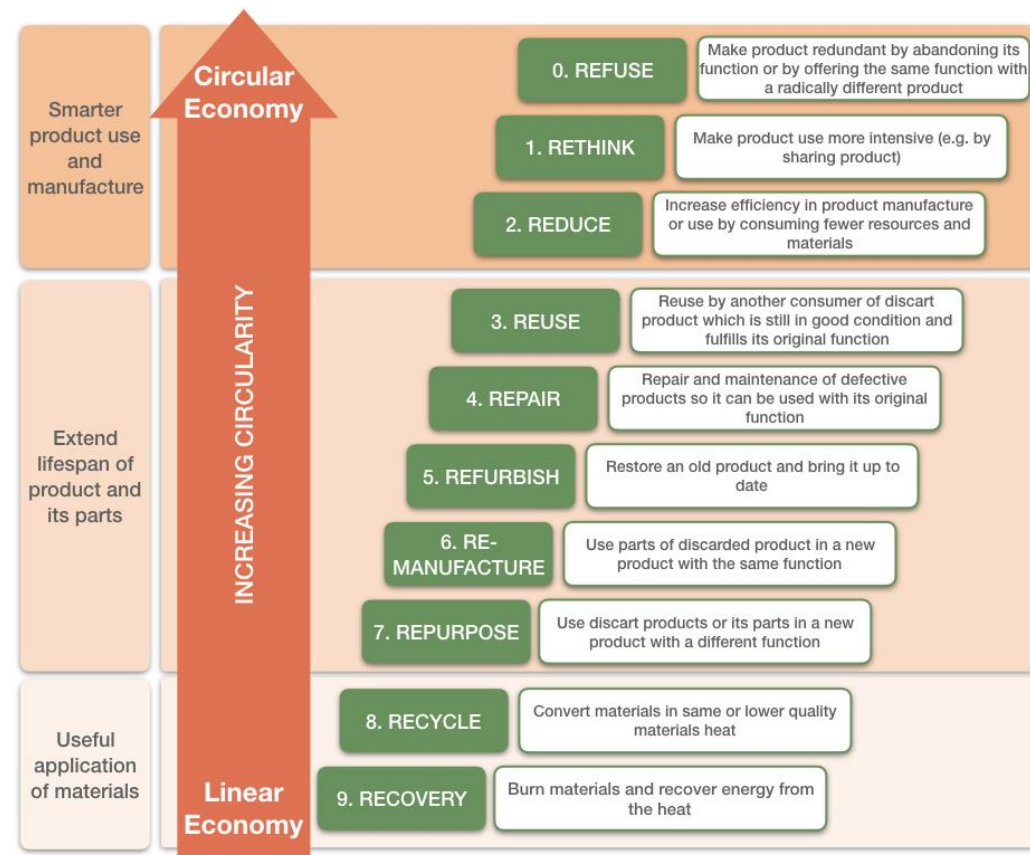 Smarter
product use
and
manufacture
Circular
Economy
0. REFUSE
Make product redundant by abandoning its
function or by offering the same function with
a radically different product
1. RETHINK
Make product use more intensive (e.g. by
sharing product)
2. REDUCE
Increase efficiency in product manufacture
or use by consuming fewer resources and
materials
INCREASING CIRCULARITY
Extend
lifespan of
product and
its parts
3. REUSE
Reuse by another consumer of discart
product which is still in good condition and
fulfills its original function
4. REPAIR
Repair and maintenance of defective
products so it can be used with its original
function
5. REFURBISH
Restore an old product and bring it up to
date
6. RE-
MANUFACTURE
Use parts of discarded product in a new
product with the same function
7. REPURPOSE
Use discart products or its parts in a new
product with a different function
Useful
application
of materials
8. RECYCLE
Convert materials in same or lower quality
materials heat
Linear
Economy
9. RECOVERY
Burn materials and recover energy from
the heat